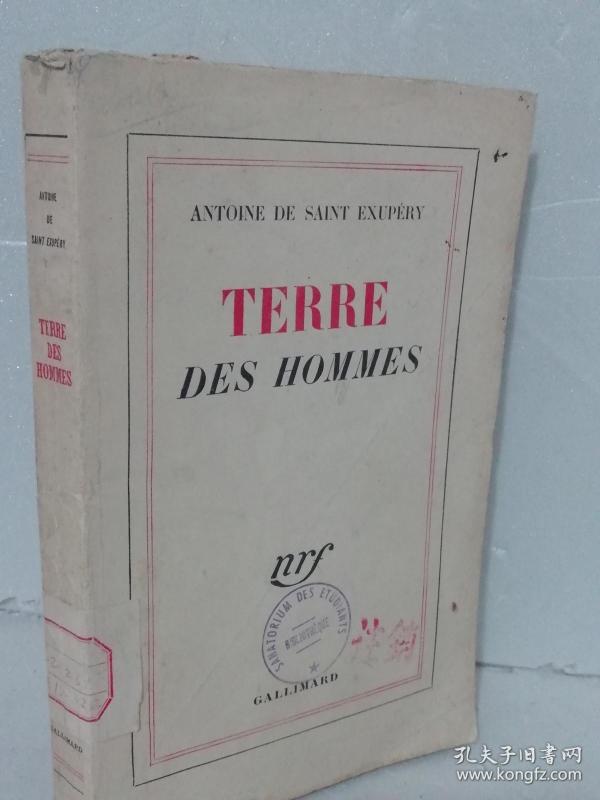 ANTOINE
DE
SAINT EXUPÉRY
TERRE
DES
HOMMES
GALLIMARD
ANTOINE DE SAINT EXUPÉRY
TERRE
DES HOMMES
nrf
SANATORIUM DES ETUDIANTS
BIBLIOTHÈQUE
GALLIMARD
孔夫子旧书网
www.kongfz.com